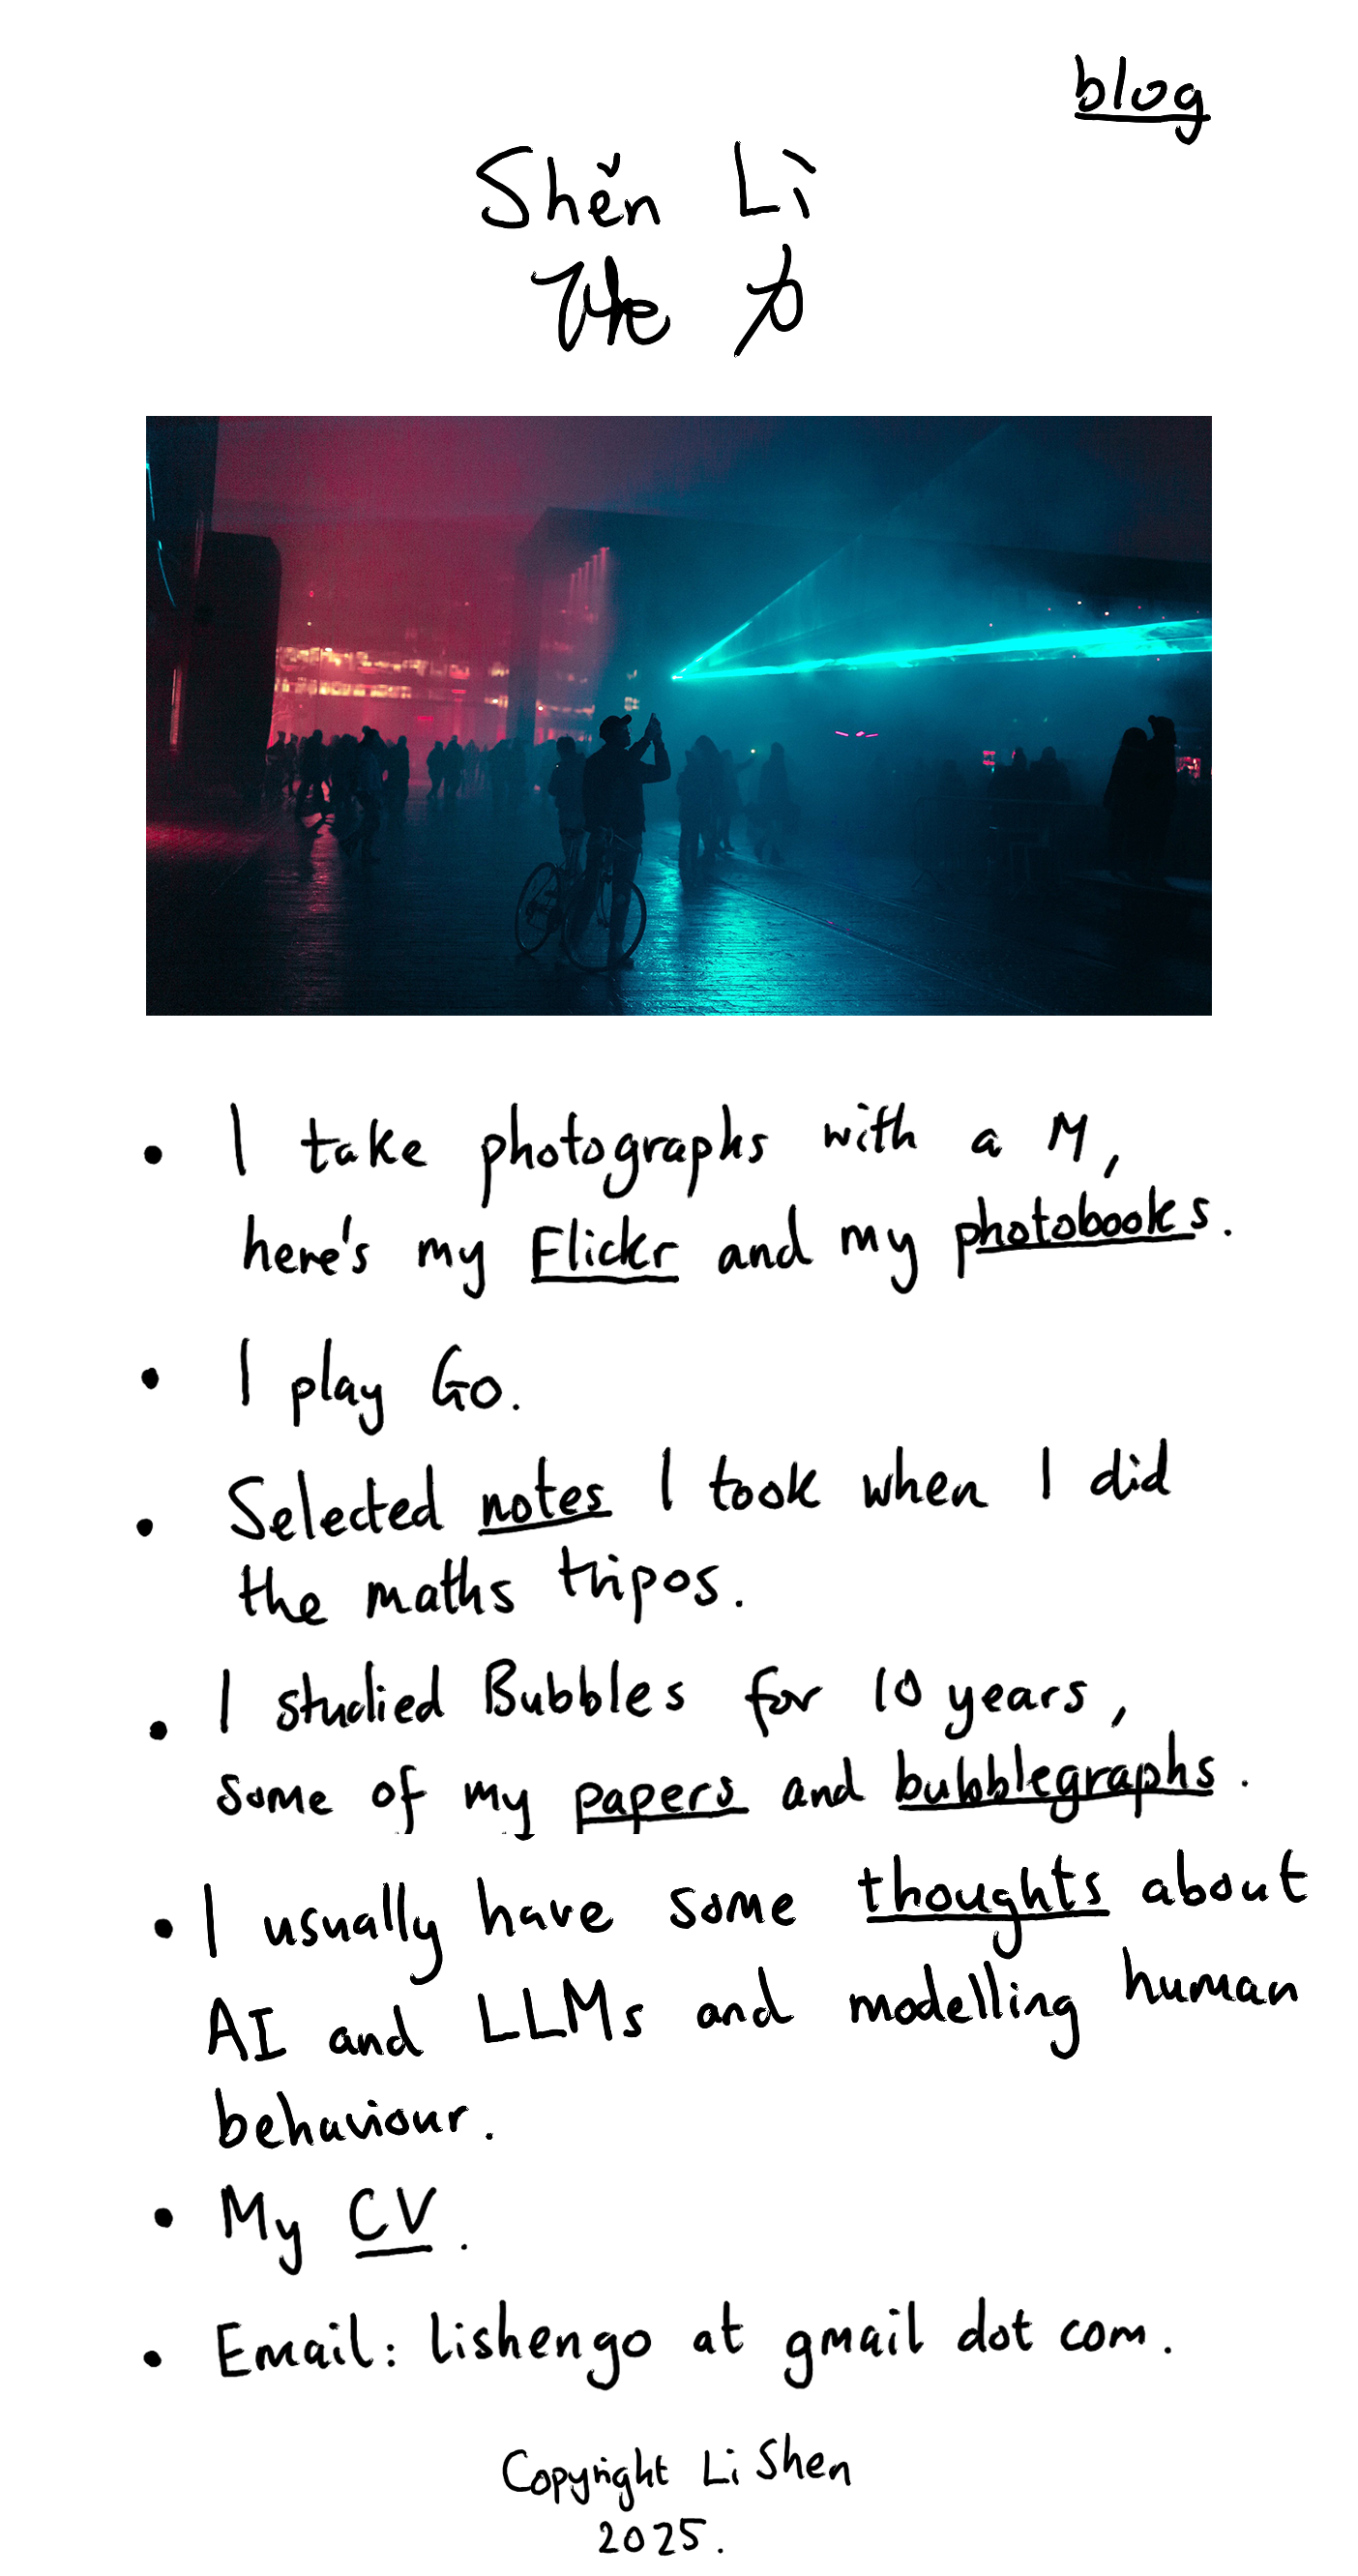 blog
Shěn Lì
沈 力
I take photographs with a M,
here's my Flickr and my photobooks.
I play Go.
Selected notes I took when I did
the maths tripos.
I studied Bubbles for 10 years,
some of my papers and bubblegraphs.
I usually have some thoughts about
AI and LLMs and modelling human
behaviour.
My CV.
Email: lishengo at gmail dot com.
Copyright Li Shen
2025.